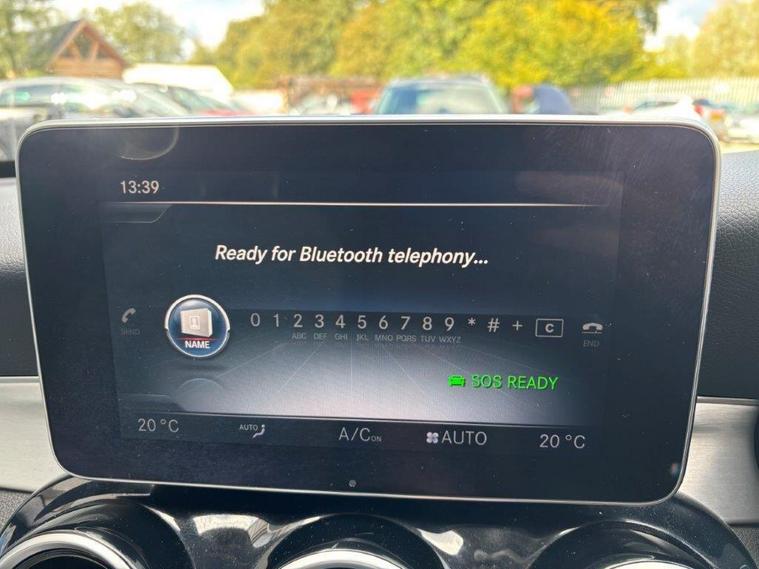 13:39
Ready for Bluetooth telephony...
SEND NAME 0 1 2 3 4 5 6 7 8 9 * # + C END
ABC DEF GHI JKL MNO PQRS TUV WXYZ
SOS READY
20 °C AUTO A/C ON AUTO 20 °C